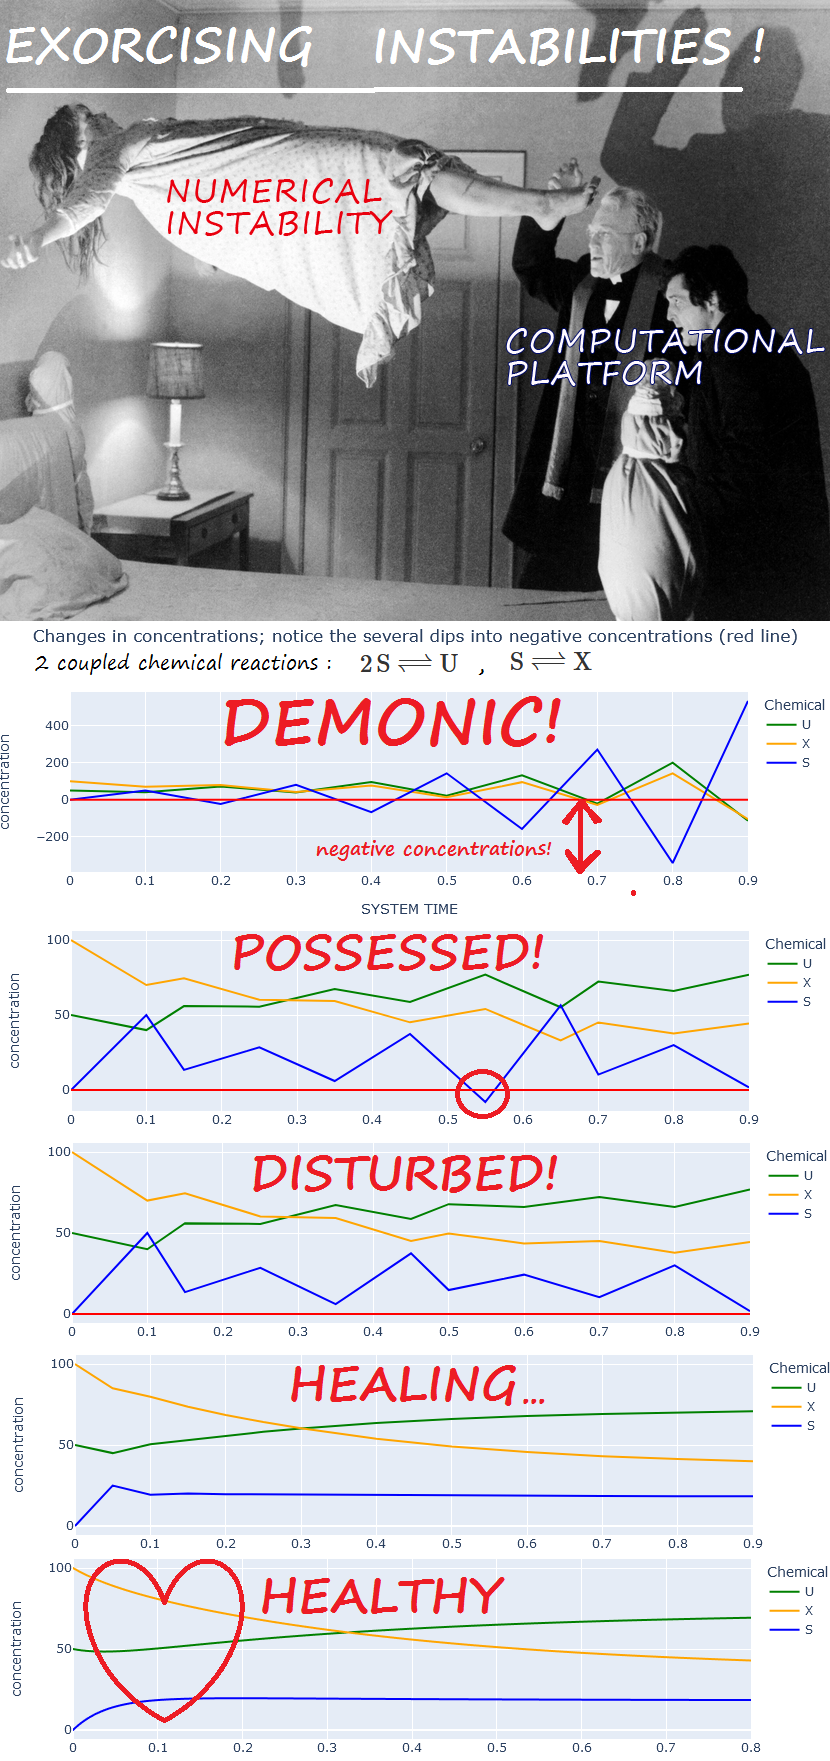 EXORCISING INSTABILITIES !
NUMERICAL
INSTABILITY
COMPUTATIONAL
PLATFORM
Changes in concentrations; notice the several dips into negative concentrations (red line)
2 coupled chemical reactions : 2 S ⇌ U , S ⇌ X
DEMONIC!
Chemical
U
X
S
concentration
400
200
0
−200
negative concentrations!
0 0.1 0.2 0.3 0.4 0.5 0.6 0.7 0.8 0.9
SYSTEM TIME
POSSESSED!
Chemical
U
X
S
concentration
100
50
0
0 0.1 0.2 0.3 0.4 0.5 0.6 0.7 0.8 0.9
DISTURBED!
Chemical
U
X
S
concentration
100
50
0
0 0.1 0.2 0.3 0.4 0.5 0.6 0.7 0.8 0.9
HEALING...
Chemical
U
X
S
concentration
100
50
0
0 0.1 0.2 0.3 0.4 0.5 0.6 0.7 0.8 0.9
HEALTHY
Chemical
U
X
S
concentration
100
50
0
0 0.1 0.2 0.3 0.4 0.5 0.6 0.7 0.8